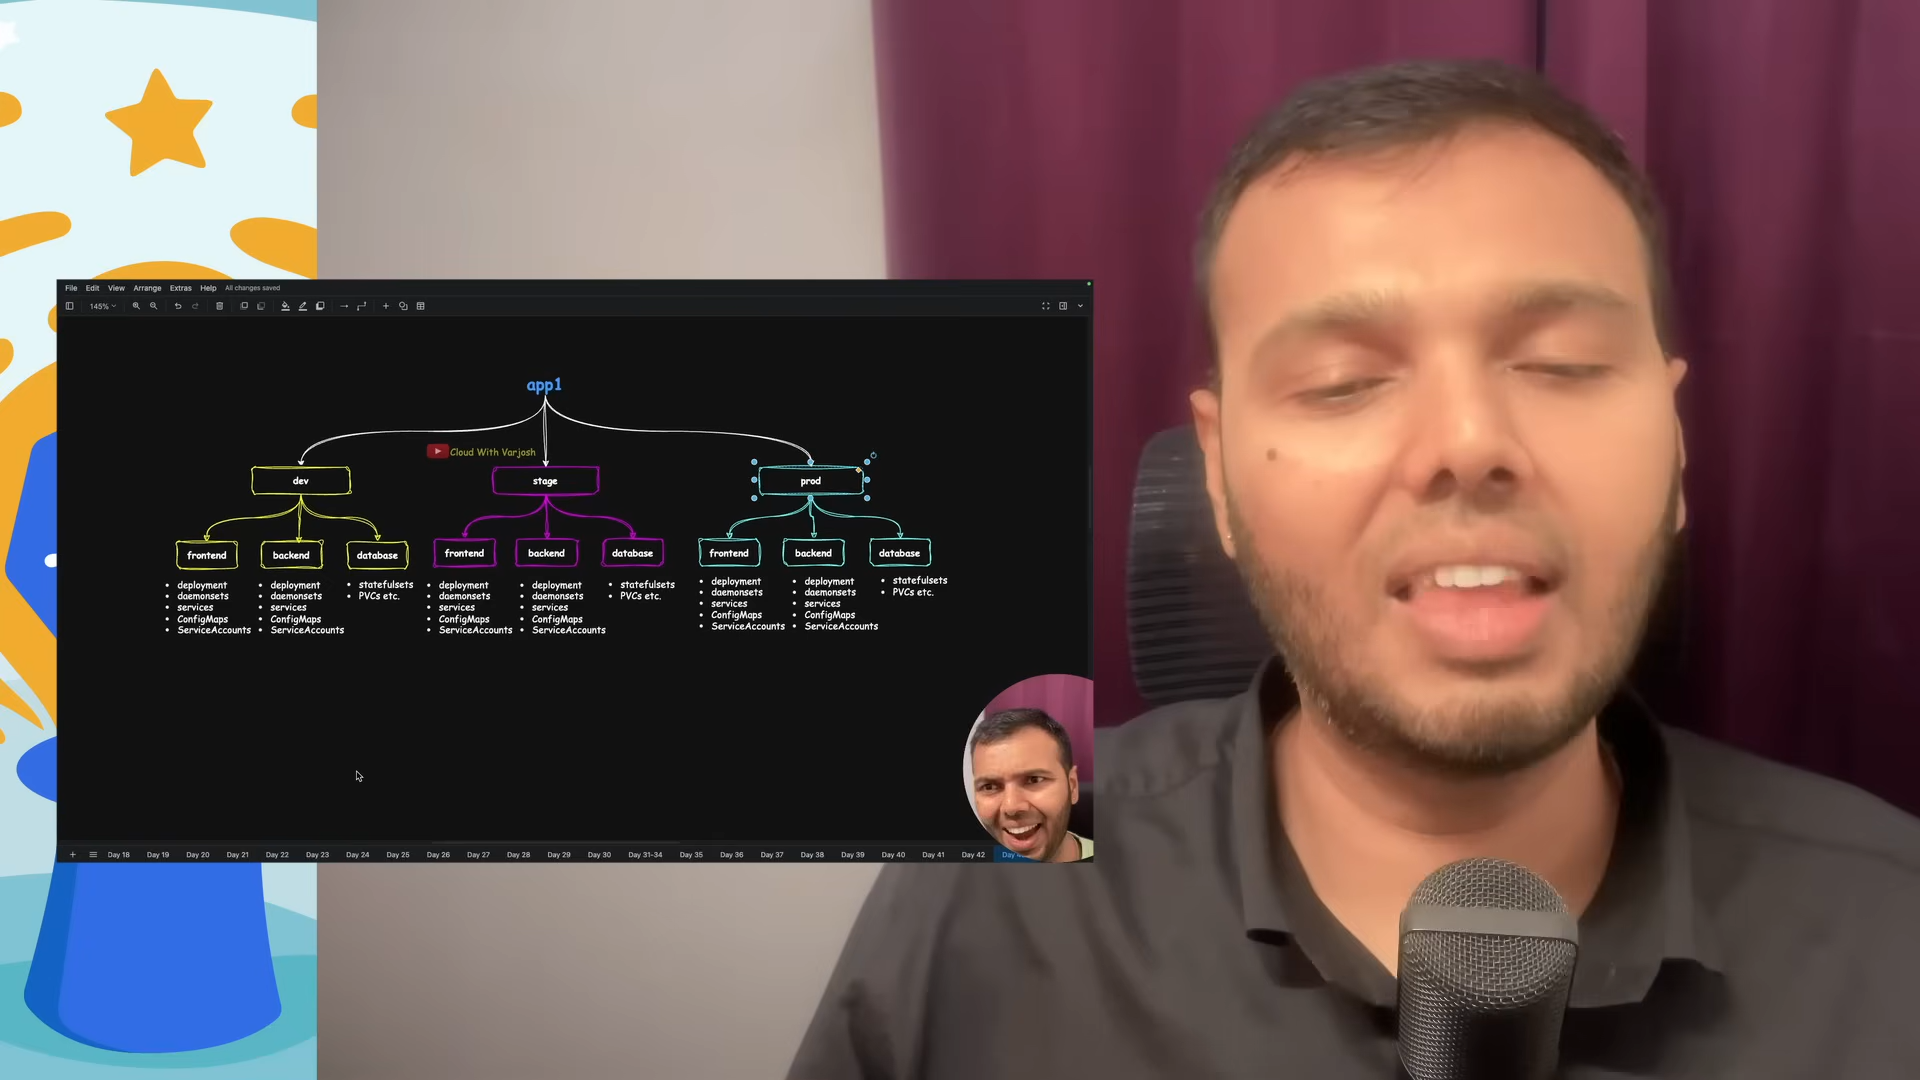 File Edit View Arrange Extras Help All changes saved
145%
app1
Cloud With Varjosh
dev
stage
prod
frontend backend database
frontend backend database
frontend backend database
• deployment
• daemonsets
• services
• ConfigMaps
• ServiceAccounts
• deployment
• daemonsets
• services
• ConfigMaps
• ServiceAccounts
• statefulsets
• PVCs etc.
• deployment
• daemonsets
• services
• ConfigMaps
• ServiceAccounts
• deployment
• daemonsets
• services
• ConfigMaps
• ServiceAccounts
• statefulsets
• PVCs etc.
• deployment
• daemonsets
• services
• ConfigMaps
• ServiceAccounts
• deployment
• daemonsets
• services
• ConfigMaps
• ServiceAccounts
• statefulsets
• PVCs etc.
Day 18 Day 19 Day 20 Day 21 Day 22 Day 23 Day 24 Day 25 Day 26 Day 27 Day 28 Day 29 Day 30 Day 31-34 Day 35 Day 36 Day 37 Day 38 Day 39 Day 40 Day 41 Day 42 Day